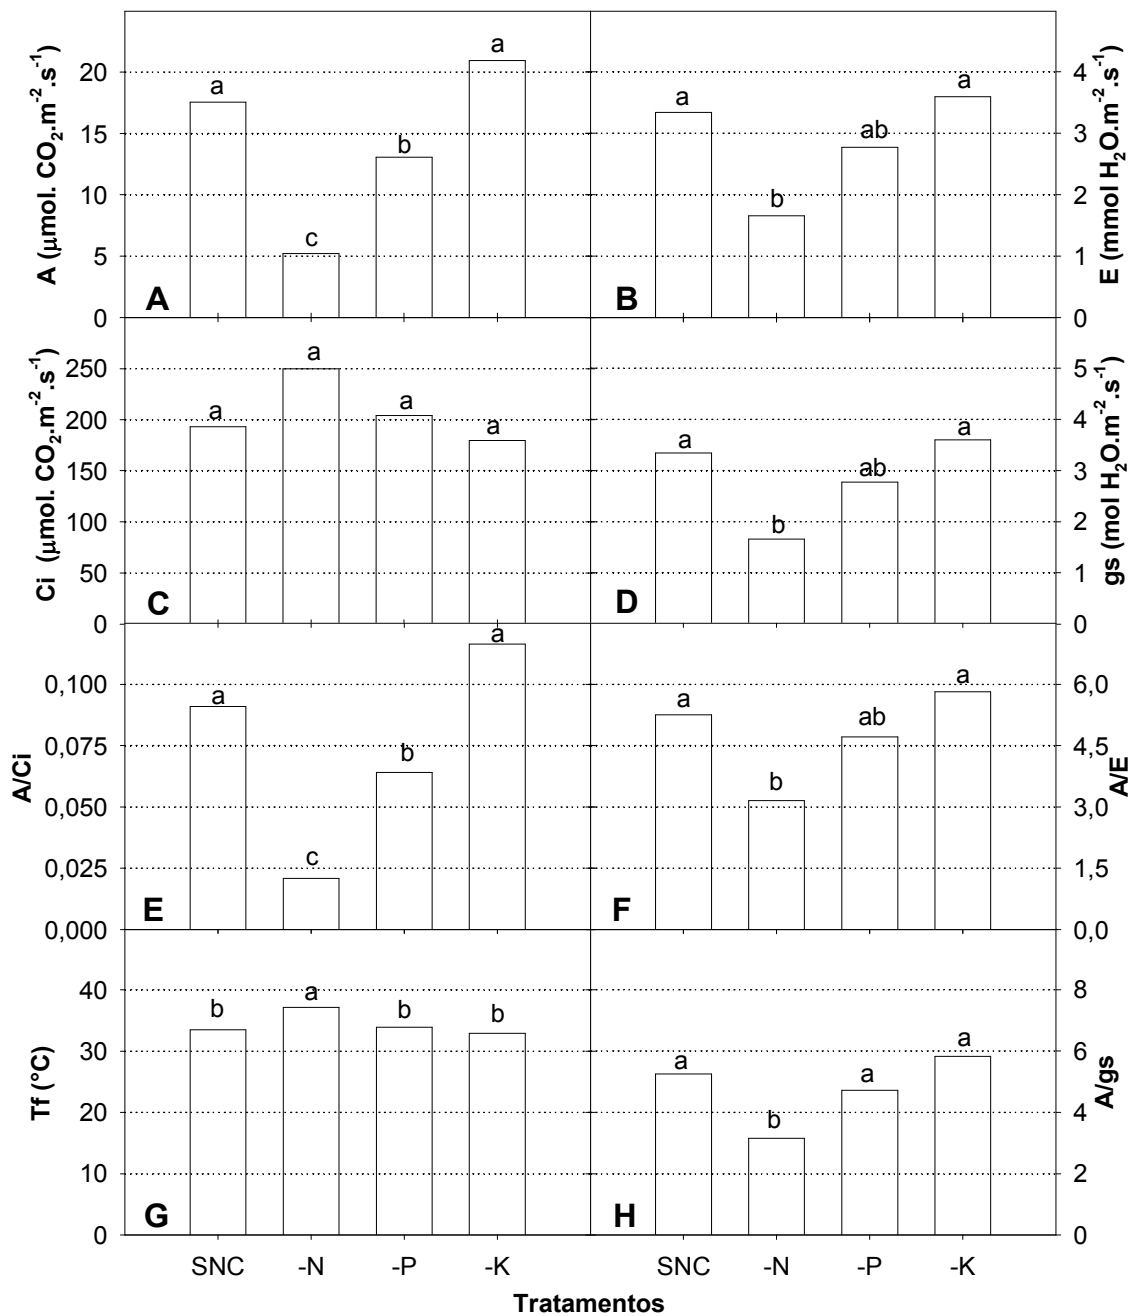 A (μmol. CO₂.m⁻².s⁻¹)
20
15
10
5
0
a
c
b
a
A
E (mmol H₂O.m⁻².s⁻¹)
4
3
2
1
0
a
b
ab
a
B
Ci (μmol. CO₂.m⁻².s⁻¹)
250
200
150
100
50
0
a
a
a
a
C
gs (mol H₂O.m⁻².s⁻¹)
5
4
3
2
1
0
a
b
ab
a
D
A/Ci
0,100
0,075
0,050
0,025
0,000
a
c
b
a
E
A/E
6,0
4,5
3,0
1,5
0,0
a
b
ab
a
F
Tf (°C)
40
30
20
10
0
b
a
b
b
G
A/gs
8
6
4
2
0
a
b
a
a
H
SNC -N -P -K SNC -N -P -K
Tratamentos